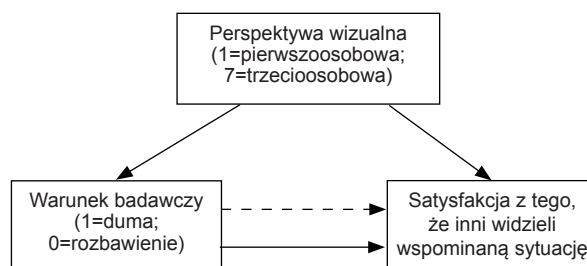 Perspektywa wizualna
(1=pierwszoosobowa;
7=trzecioosobowa)
Warunek badawczy
(1=duma;
0=rozbawienie)
Satysfakcja z tego,
że inni widzieli
wspominaną sytuację